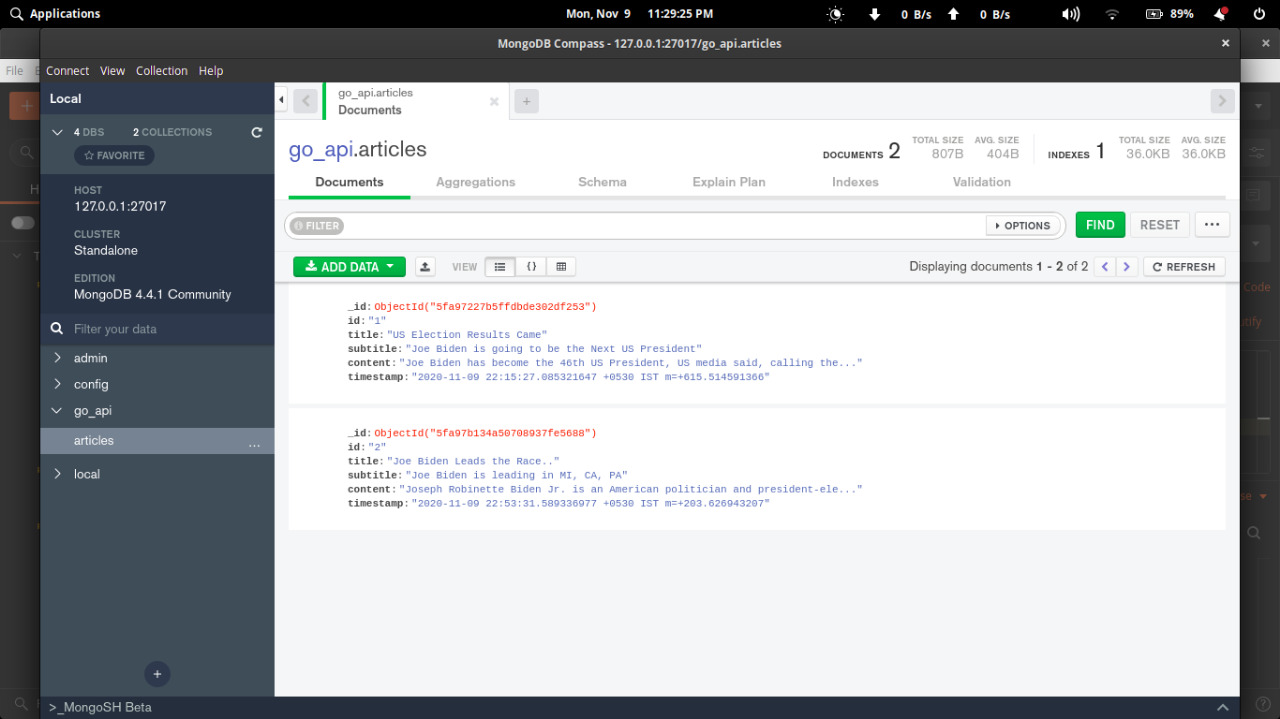 Applications
Mon, Nov 9 11:29:25 PM
0 B/s 0 B/s 89%
MongoDB Compass - 127.0.0.1:27017/go_api.articles
File
Connect View Collection Help
Local
4 DBS 2 COLLECTIONS
FAVORITE
HOST
127.0.0.1:27017
CLUSTER
Standalone
EDITION
MongoDB 4.4.1 Community
Filter your data
admin
config
go_api
articles ...
local
>_MongoSH Beta
go_api.articles
Documents
go_api.articles
DOCUMENTS 2 TOTAL SIZE 807B AVG. SIZE 404B INDEXES 1 TOTAL SIZE 36.0KB AVG. SIZE 36.0KB
Documents Aggregations Schema Explain Plan Indexes Validation
FILTER OPTIONS FIND RESET ...
ADD DATA VIEW {} Displaying documents 1 - 2 of 2 REFRESH
_id: ObjectId("5fa97227b5ffdbde302df253")
id: "1"
title: "US Election Results Came"
subtitle: "Joe Biden is going to be the Next US President"
content: "Joe Biden has become the 46th US President, US media said, calling the..."
timestamp: "2020-11-09 22:15:27.085321647 +0530 IST m=+615.514591366"
_id: ObjectId("5fa97b134a50708937fe5688")
id: "2"
title: "Joe Biden Leads the Race.."
subtitle: "Joe Biden is leading in MI, CA, PA"
content: "Joseph Robinette Biden Jr. is an American politician and president-ele..."
timestamp: "2020-11-09 22:53:31.589336977 +0530 IST m=+203.626943207"
Code